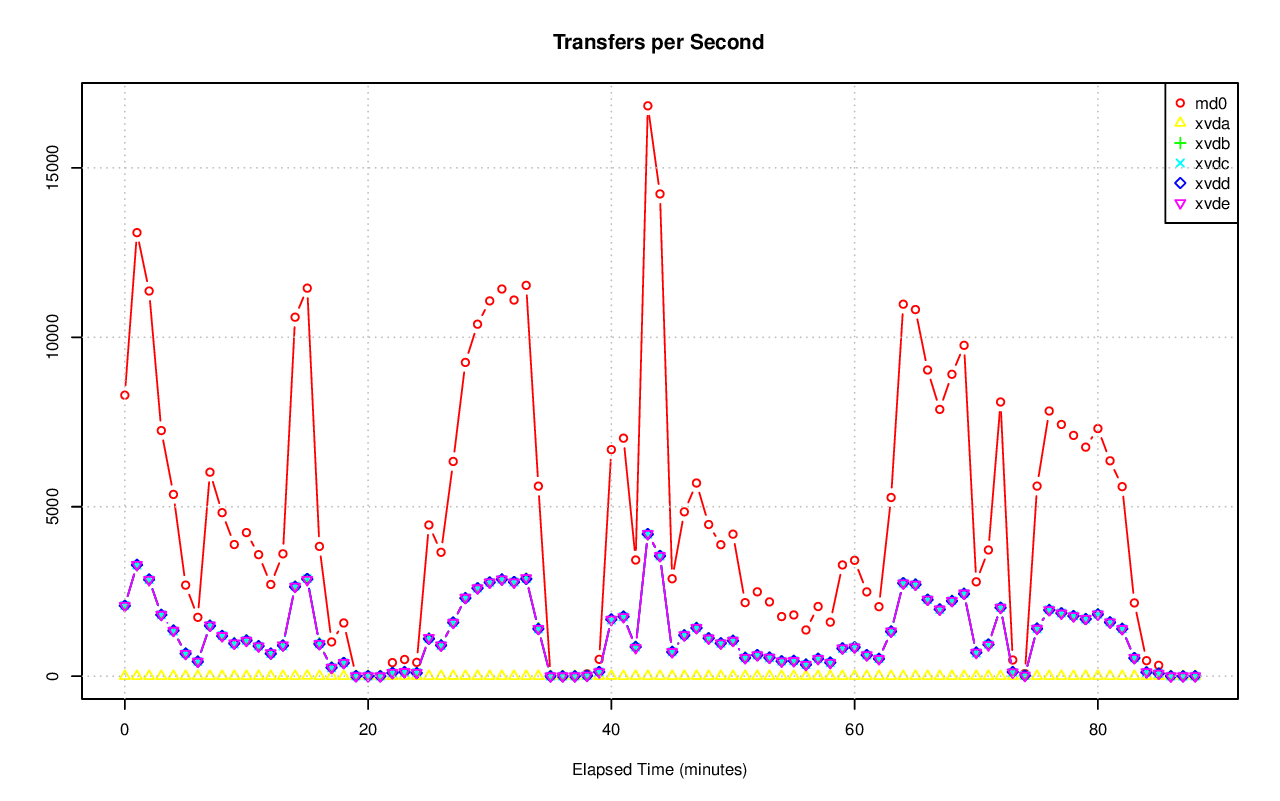 Transfers per Second
md0
xvda
xvdb
xvdc
xvdd
xvde
15000
10000
5000
0
0 20 40 60 80
Elapsed Time (minutes)